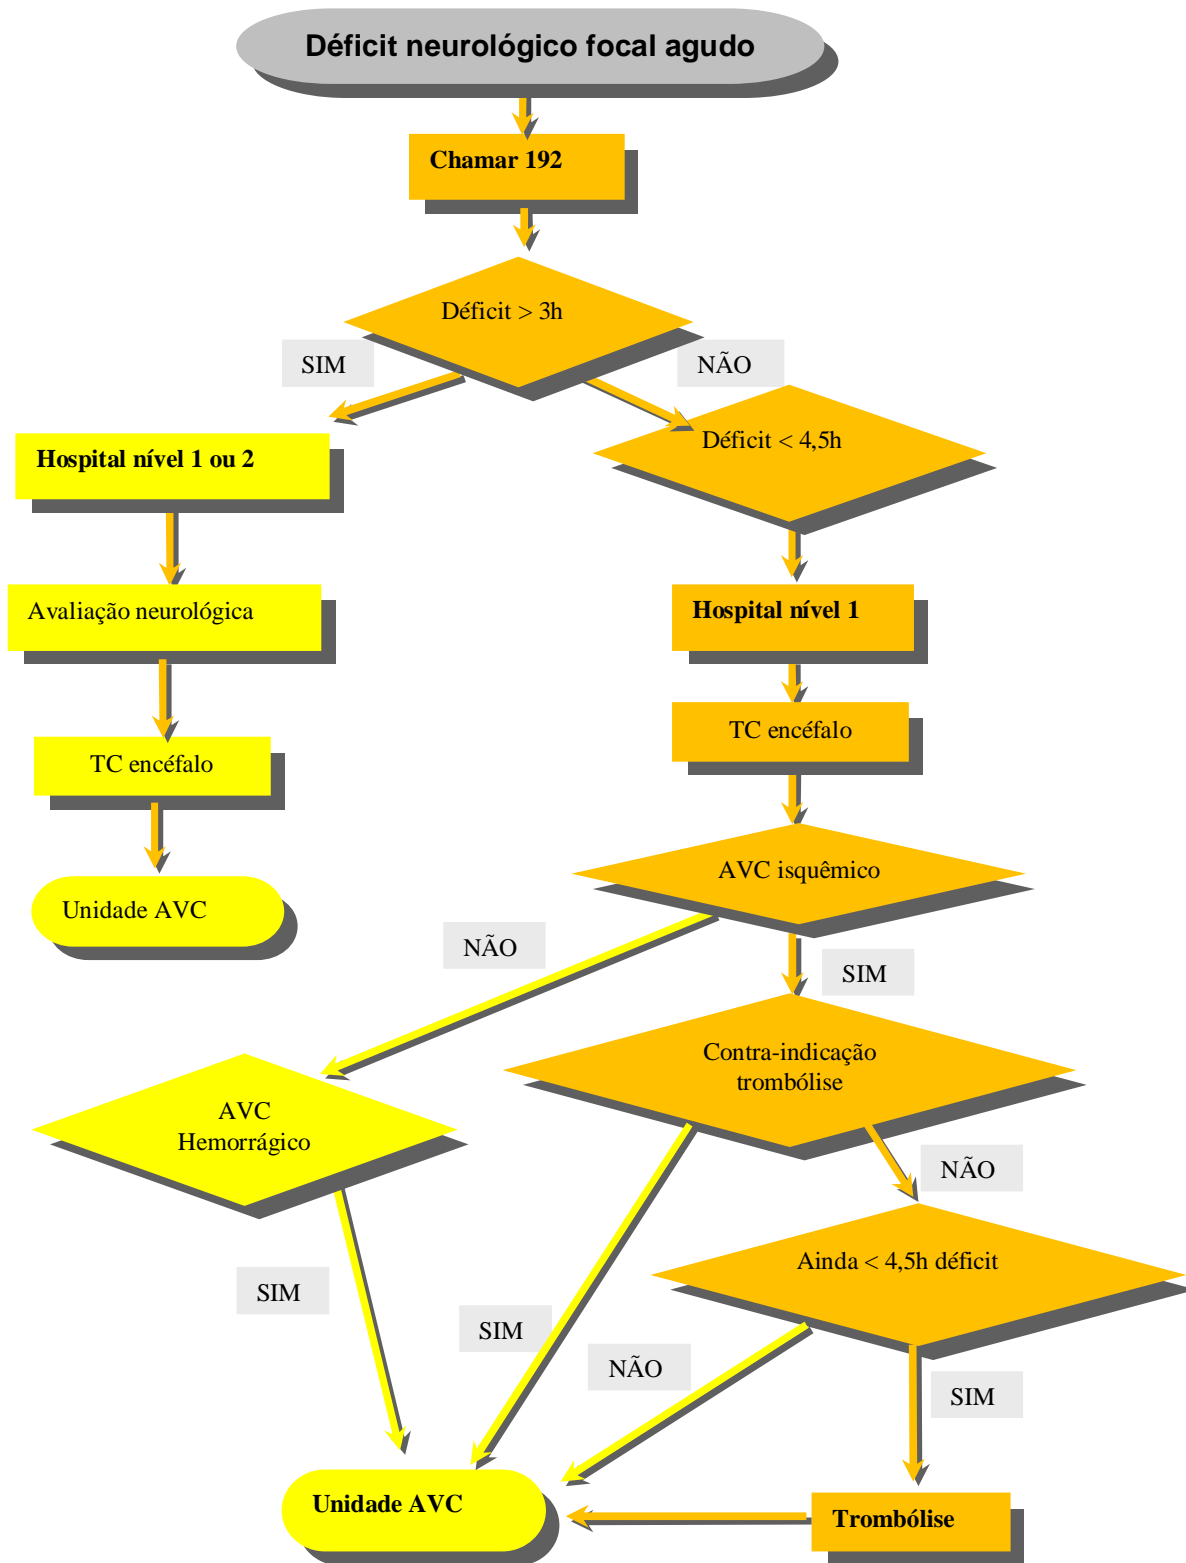 Déficit neurológico focal agudo
Chamar 192
Déficit > 3h
SIM
NÃO
Déficit < 4,5h
Hospital nível 1 ou 2
Avaliação neurológica
Hospital nível 1
TC encéfalo
TC encéfalo
AVC isquêmico
Unidade AVC
NÃO
SIM
Contra-indicação
trombólise
AVC
Hemorrágico
NÃO
Ainda < 4,5h déficit
SIM
SIM
NÃO
SIM
Unidade AVC
Trombólise